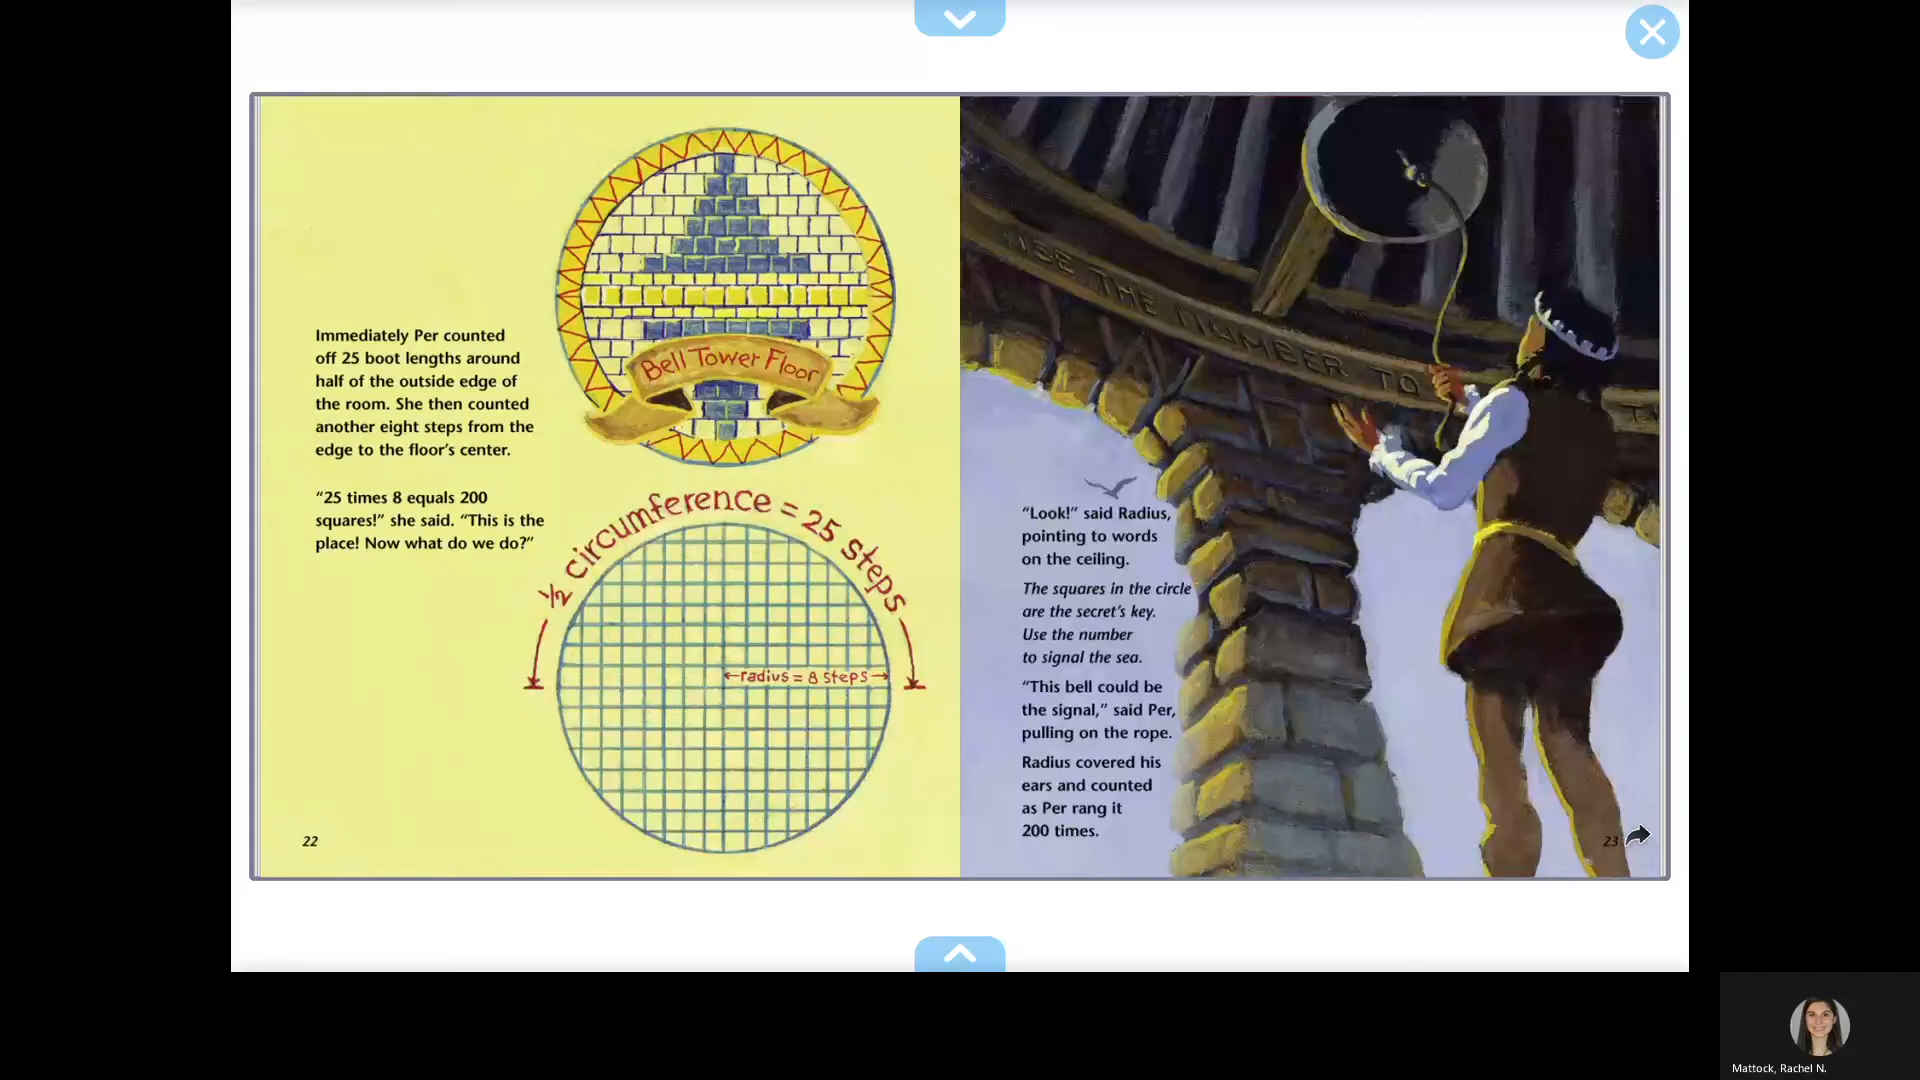 Immediately Per counted
off 25 boot lengths around
half of the outside edge of
the room. She then counted
another eight steps from the
edge to the floor's center.
“25 times 8 equals 200
squares!” she said. “This is the
place! Now what do we do?”
22
Bell Tower Floor
½ circumference = 25 steps
radius = 8 steps
USE THE NUMBER TO
“Look!” said Radius,
pointing to words
on the ceiling.
The squares in the circle
are the secret's key.
Use the number
to signal the sea.
“This bell could be
the signal,” said Per,
pulling on the rope.
Radius covered his
ears and counted
as Per rang it
200 times.
23
Mattock, Rachel N.